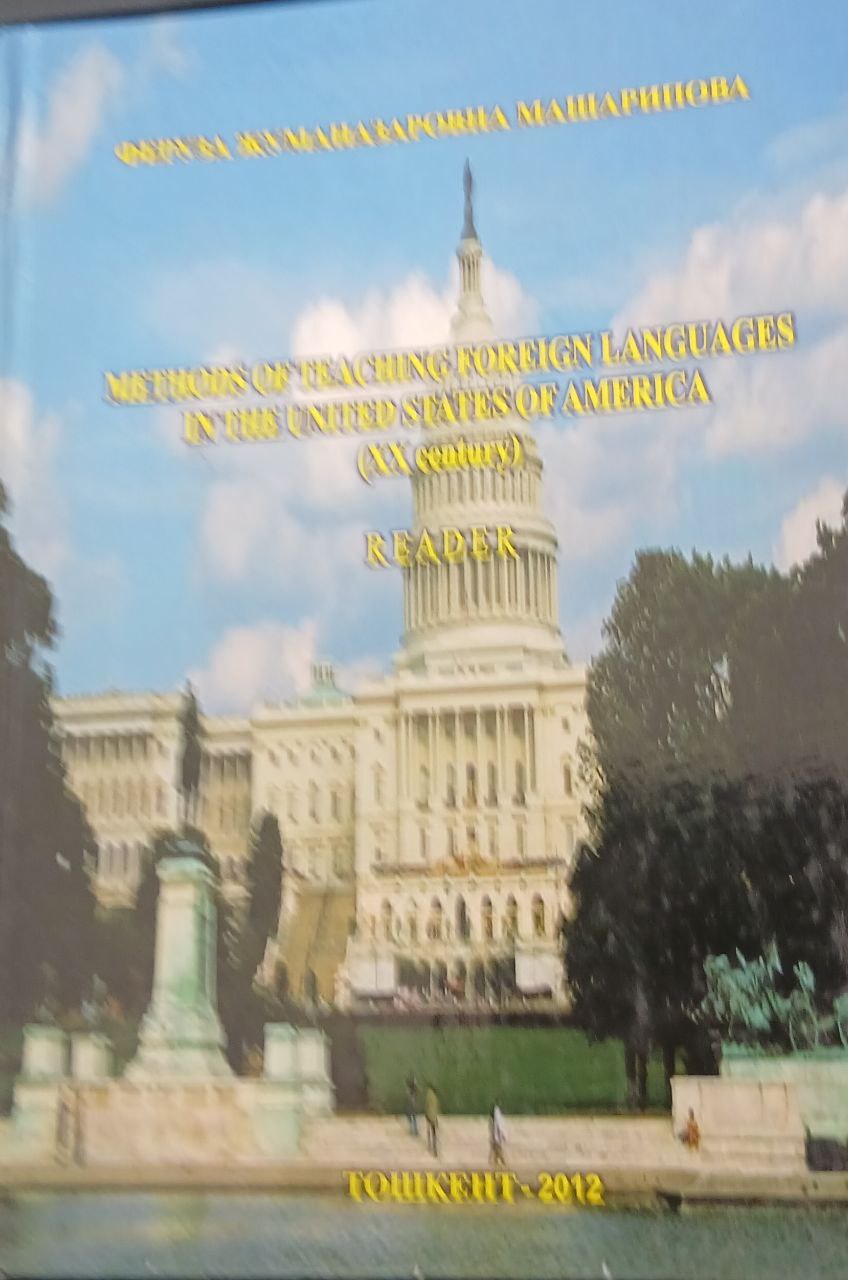 ФЕРУЗА ЖУМАНАЗАРОВНА МАШАРИПОВА
METHODS OF TEACHING FOREIGN LANGUAGES
IN THE UNITED STATES OF AMERICA
(XX century)
READER
ТОШКЕНТ - 2012